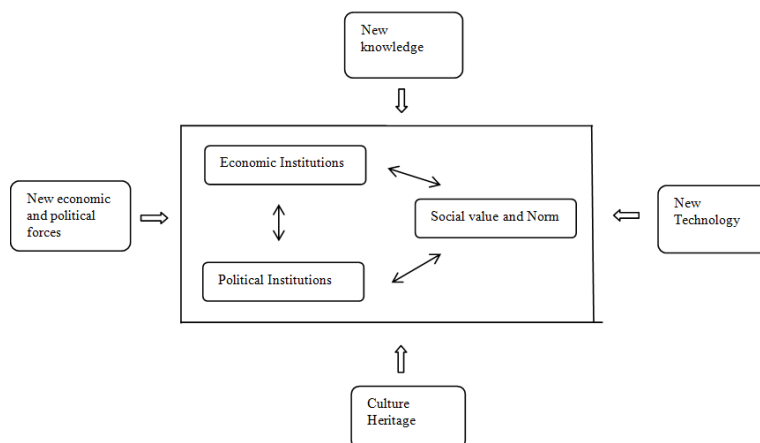 New
knowledge
Economic Institutions
New economic
and political
forces
Social value and Norm
New
Technology
Political Institutions
Culture
Heritage